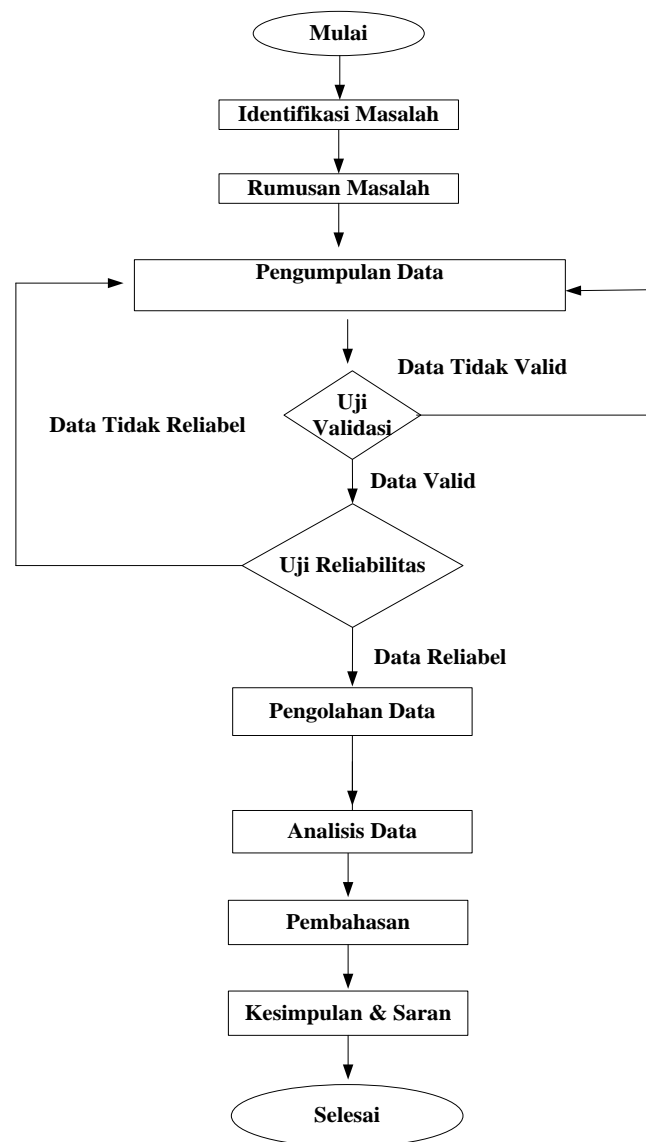 Mulai
Identifikasi Masalah
Rumusan Masalah
Pengumpulan Data
Data Tidak Valid
Uji
Validasi
Data Tidak Reliabel
Data Valid
Uji Reliabilitas
Data Reliabel
Pengolahan Data
Analisis Data
Pembahasan
Kesimpulan & Saran
Selesai